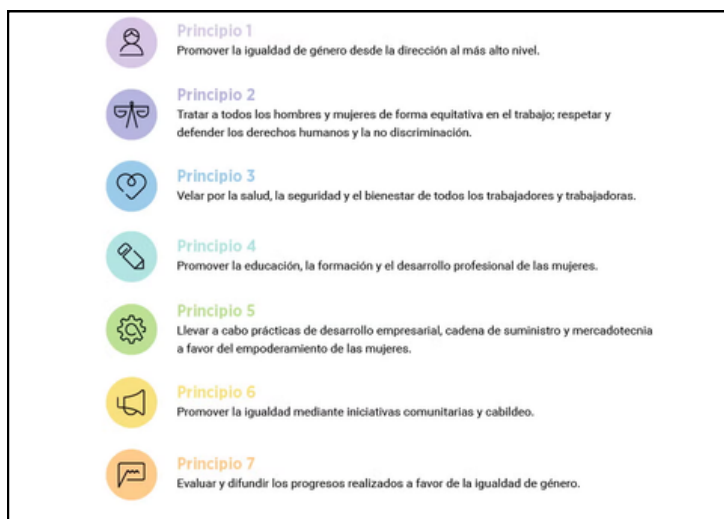 Principio 1
Promover la igualdad de género desde la dirección al más alto nivel.
Principio 2
Tratar a todos los hombres y mujeres de forma equitativa en el trabajo; respetar y
defender los derechos humanos y la no discriminación.
Principio 3
Velar por la salud, la seguridad y el bienestar de todos los trabajadores y trabajadoras.
Principio 4
Promover la educación, la formación y el desarrollo profesional de las mujeres.
Principio 5
Llevar a cabo prácticas de desarrollo empresarial, cadena de suministro y mercadotecnia
a favor del empoderamiento de las mujeres.
Principio 6
Promover la igualdad mediante iniciativas comunitarias y cabildeo.
Principio 7
Evaluar y difundir los progresos realizados a favor de la igualdad de género.